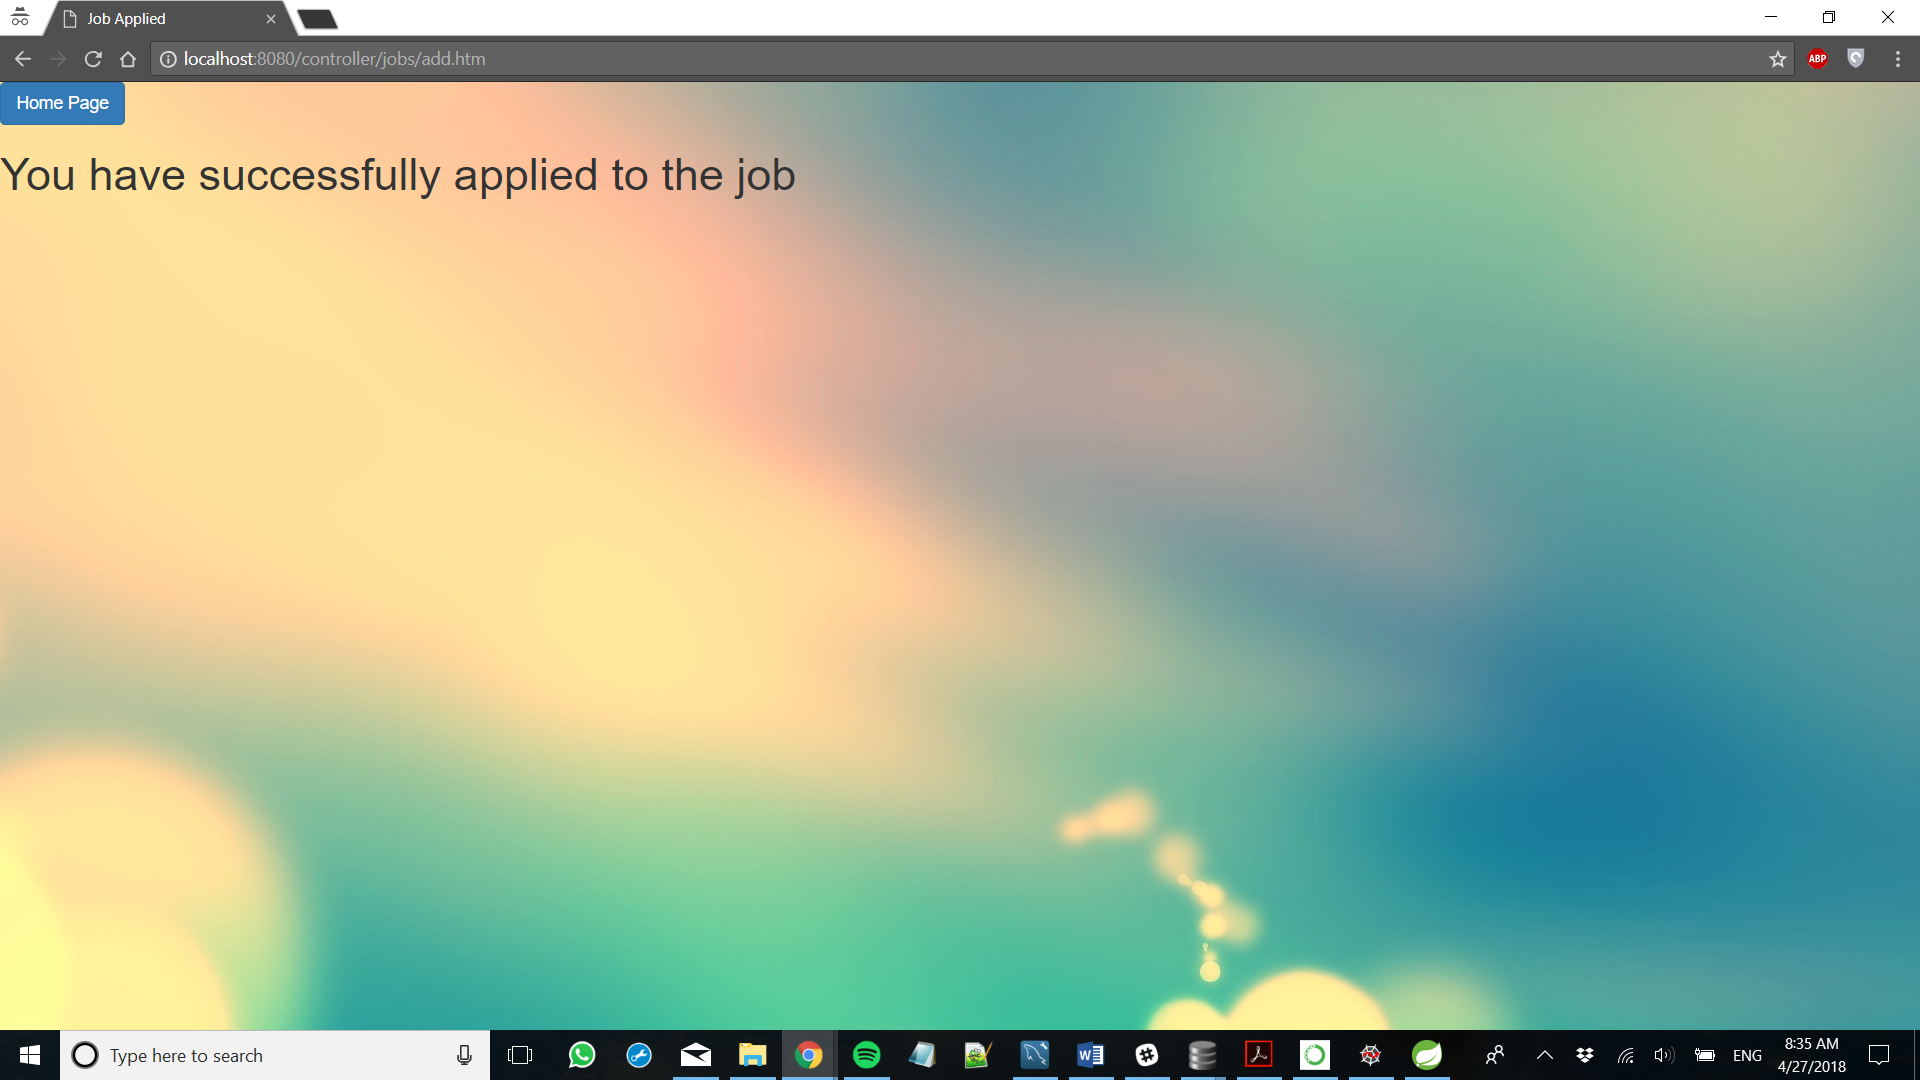 Job Applied
localhost:8080/controller/jobs/add.htm
ABP
Home Page
You have successfully applied to the job
Type here to search
ENG
8:35 AM
4/27/2018